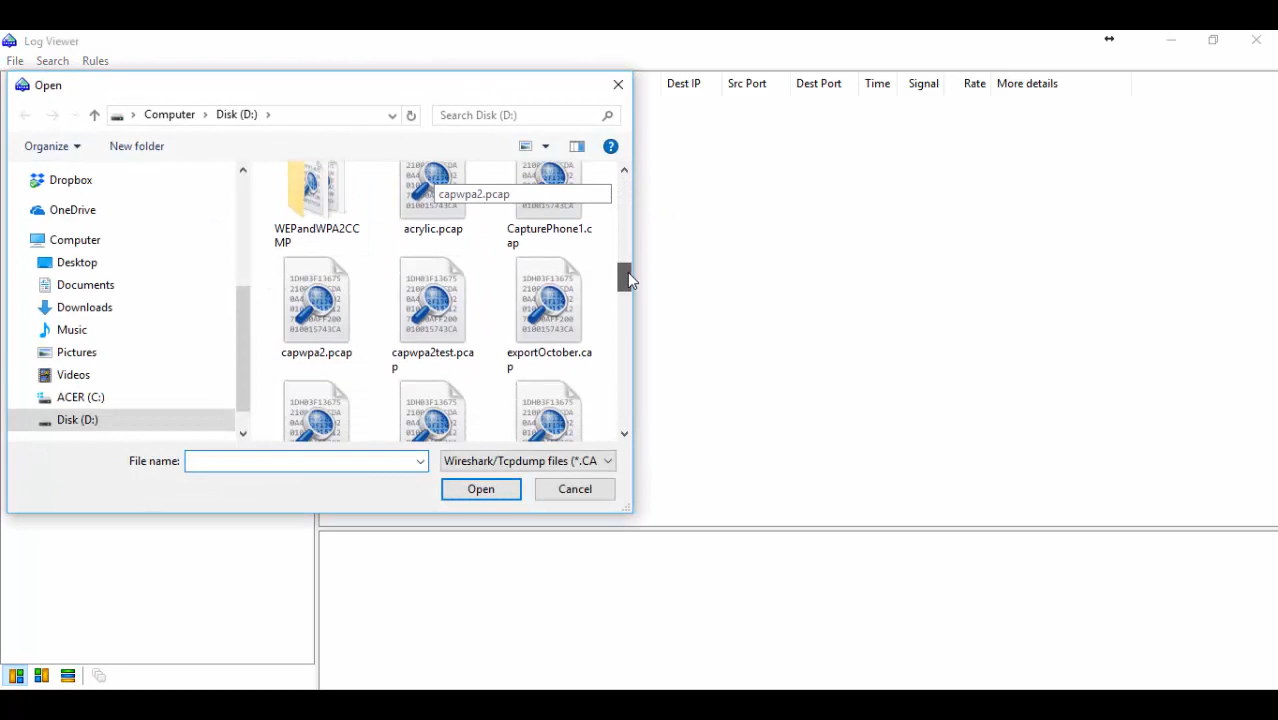 Log Viewer
File Search Rules
Open
Dest IP Src Port Dest Port Time Signal Rate More details
Computer Disk (D:)
Search Disk (D:)
Organize New folder
Dropbox
OneDrive
Computer
Desktop
Documents
Downloads
Music
Pictures
Videos
ACER (C:)
Disk (D:)
capwpa2.pcap
WEPandWPA2CC
MP
acrylic.pcap
CapturePhone1.c
ap
capwpa2.pcap
capwpa2test.pca
p
exportOctober.ca
p
File name:
Wireshark/Tcpdump files (*.CA
Open Cancel